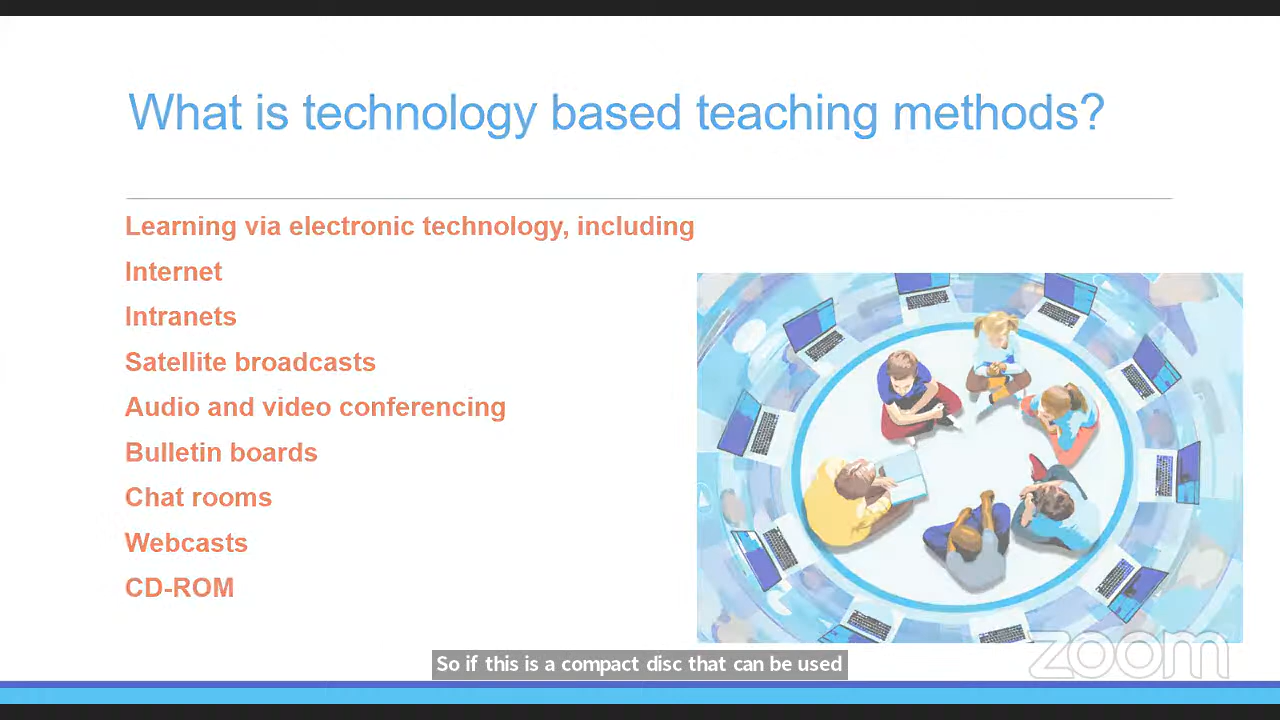 What is technology based teaching methods?
Learning via electronic technology, including
Internet
Intranets
Satellite broadcasts
Audio and video conferencing
Bulletin boards
Chat rooms
Webcasts
CD-ROM
zoom
So if this is a compact disc that can be used